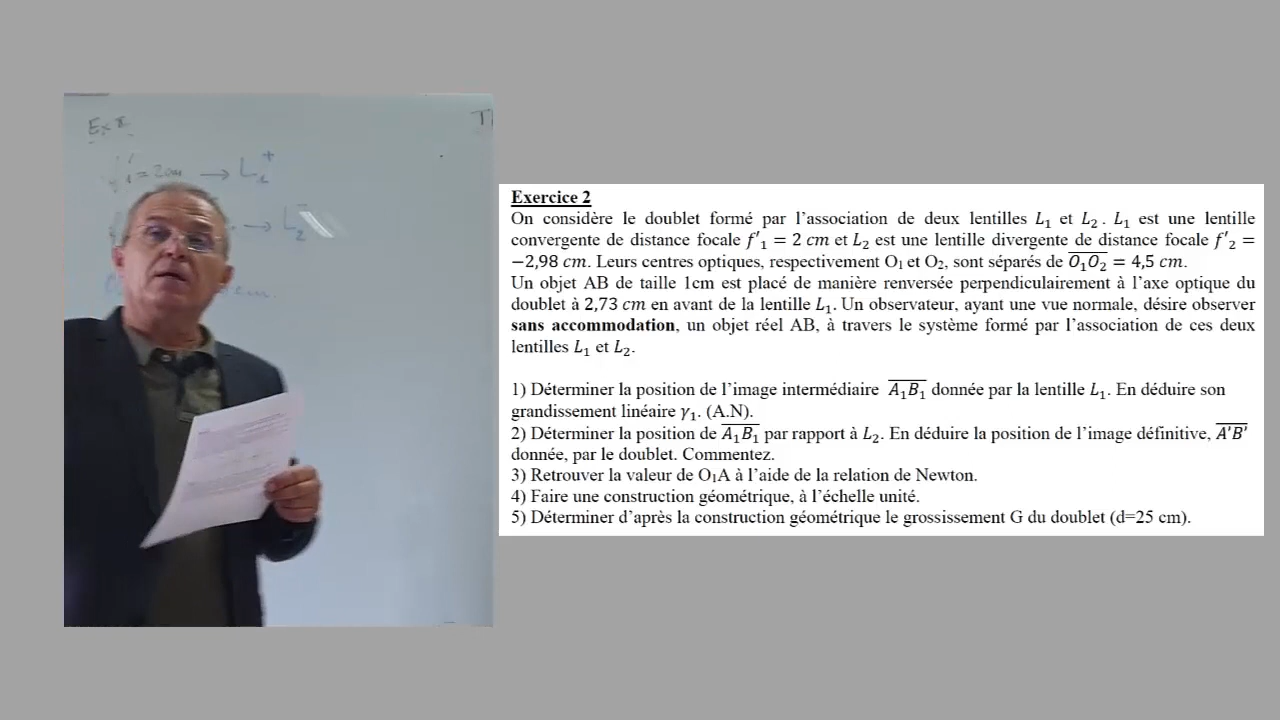 Ex
= 2cm → L₁⁺
→ L₂⁻
cm.
Exercice 2
On considère le doublet formé par l’association de deux lentilles L₁ et L₂ . L₁ est une lentille
convergente de distance focale f'₁ = 2 cm et L₂ est une lentille divergente de distance focale f'₂ =
−2,98 cm. Leurs centres optiques, respectivement O₁ et O₂, sont séparés de O₁O₂ = 4,5 cm.
Un objet AB de taille 1cm est placé de manière renversée perpendiculairement à l’axe optique du
doublet à 2,73 cm en avant de la lentille L₁. Un observateur, ayant une vue normale, désire observer
sans accommodation, un objet réel AB, à travers le système formé par l’association de ces deux
lentilles L₁ et L₂.
1) Déterminer la position de l’image intermédiaire A₁B₁ donnée par la lentille L₁. En déduire son
grandissement linéaire γ₁. (A.N).
2) Déterminer la position de A₁B₁ par rapport à L₂. En déduire la position de l’image définitive, A'B'
donnée, par le doublet. Commentez.
3) Retrouver la valeur de O₁A à l’aide de la relation de Newton.
4) Faire une construction géométrique, à l’échelle unité.
5) Déterminer d’après la construction géométrique le grossissement G du doublet (d=25 cm).